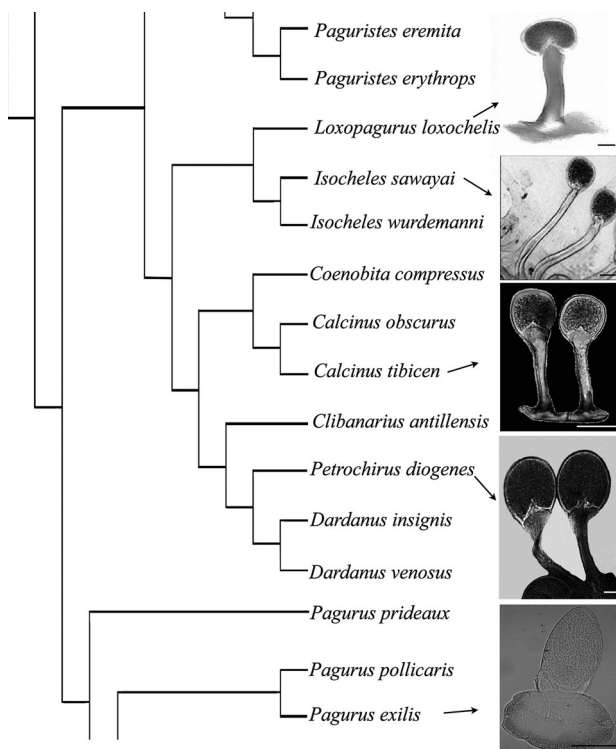 Paguristes eremita
Paguristes erythrops
Loxopagurus loxochelis
Isocheles sawayai
Isocheles wurdemanni
Coenobita compressus
Calcinus obscurus
Calcinus tibicen
Clibanarius antillensis
Petrochirus diogenes
Dardanus insignis
Dardanus venosus
Pagurus prideaux
Pagurus pollicaris
Pagurus exilis